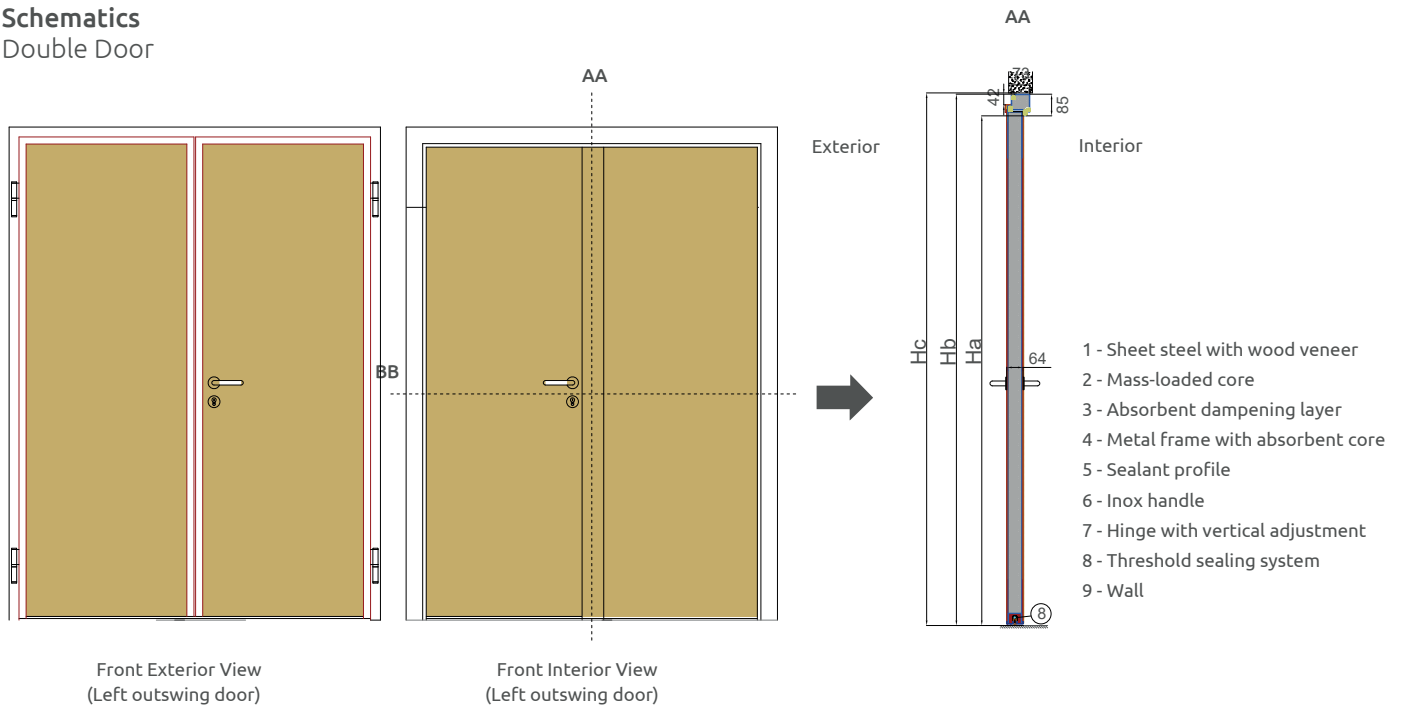 Schematics
Double Door
AA
AA
73
42
85
Exterior
Interior
Hc
Hb
Ha
64
BB
1 - Sheet steel with wood veneer
2 - Mass-loaded core
3 - Absorbent dampening layer
4 - Metal frame with absorbent core
5 - Sealant profile
6 - Inox handle
7 - Hinge with vertical adjustment
8 - Threshold sealing system
9 - Wall
8
Front Exterior View
(Left outswing door)
Front Interior View
(Left outswing door)